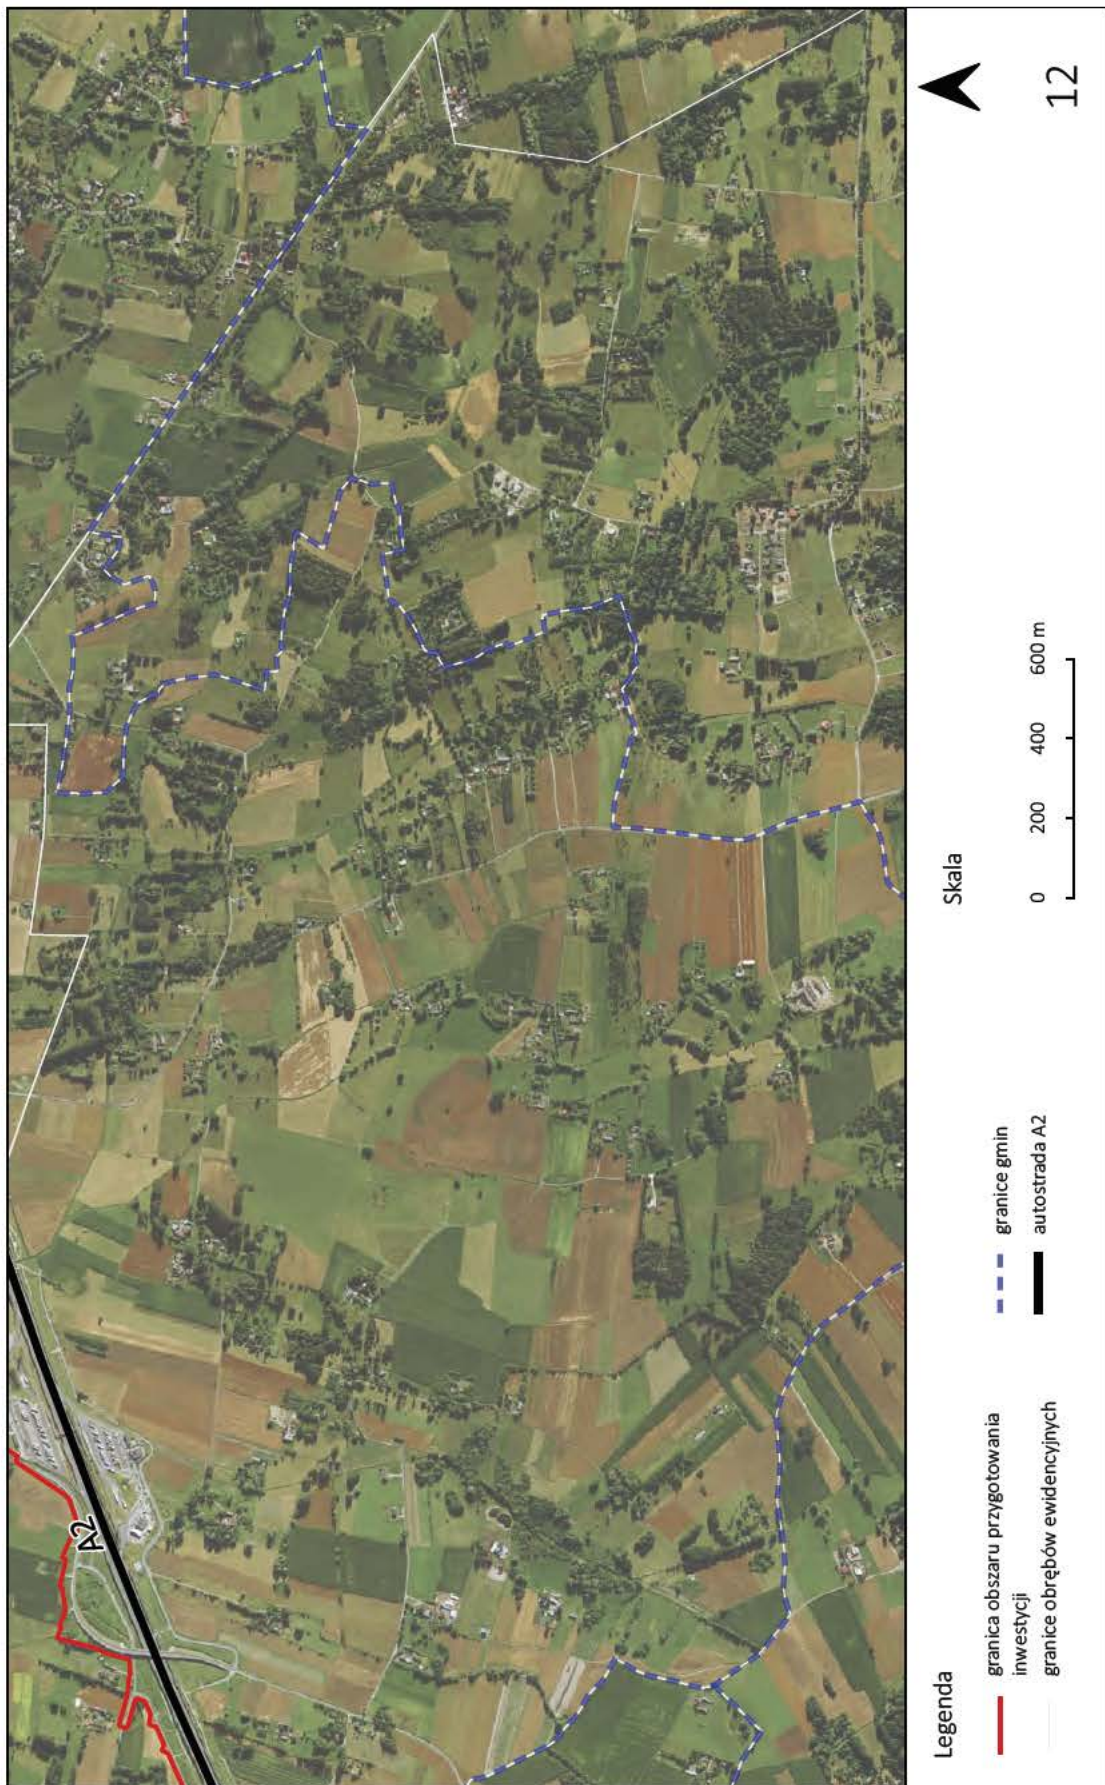 A2
Legenda
granica obszaru przygotowania
inwestycji
granice obrębów ewidencyjnych
granice gmin
autostrada A2
Skala
0 200 400 600 m
12